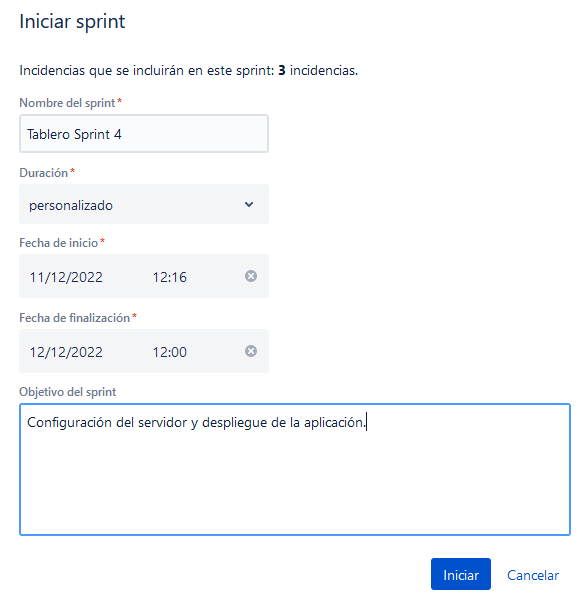 Iniciar sprint
Incidencias que se incluirán en este sprint: 3 incidencias.
Nombre del sprint*
Tablero Sprint 4
Duración*
personalizado
Fecha de inicio*
11/12/2022 12:16
Fecha de finalización*
12/12/2022 12:00
Objetivo del sprint
Configuración del servidor y despliegue de la aplicación.
Iniciar Cancelar